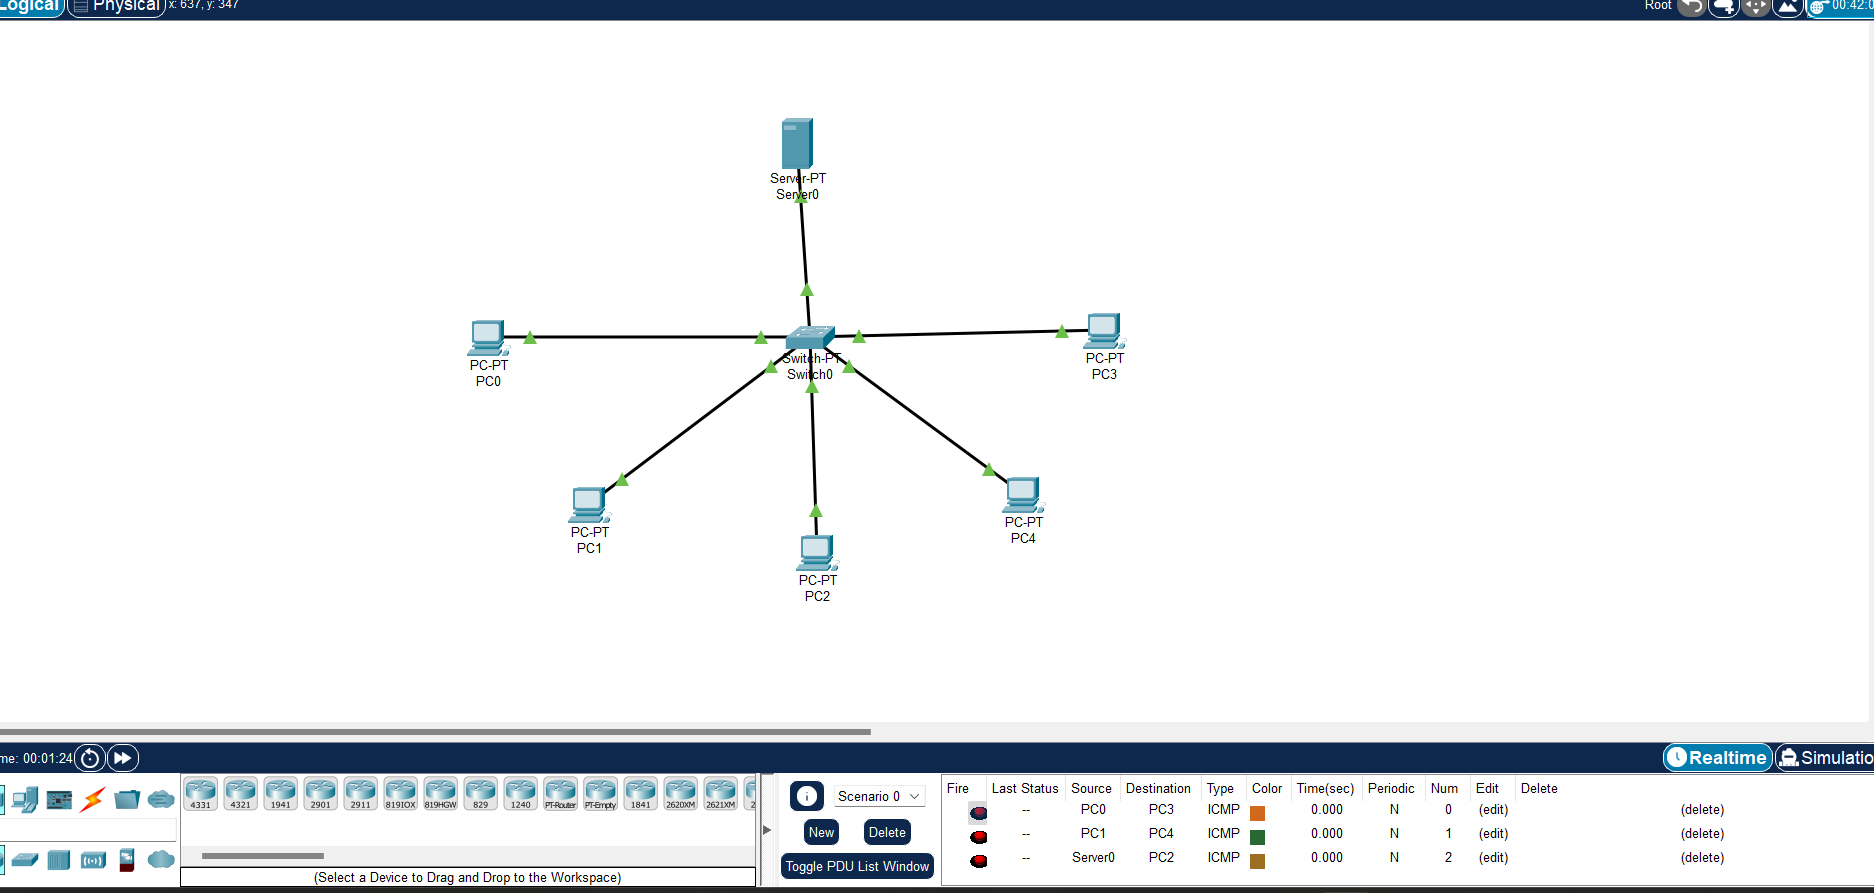 Logical Physical x: 637, y: 347 Root 00:42:0
Server-PT
Server0
PC-PT
PC0
Switch-PT
Switch0
PC-PT
PC3
PC-PT
PC1
PC-PT
PC4
PC-PT
PC2
me: 00:01:24 Realtime Simulatio
4331 4321 1941 2901 2911 819IOX 819HGW 829 1240 PT-Router PT-Empty 1841 2620XM 2621XM 2
(Select a Device to Drag and Drop to the Workspace)
Scenario 0
New Delete
Toggle PDU List Window
Fire Last Status Source Destination Type Color Time(sec) Periodic Num Edit Delete
-- PC0 PC3 ICMP 0.000 N 0 (edit) (delete)
-- PC1 PC4 ICMP 0.000 N 1 (edit) (delete)
-- Server0 PC2 ICMP 0.000 N 2 (edit) (delete)